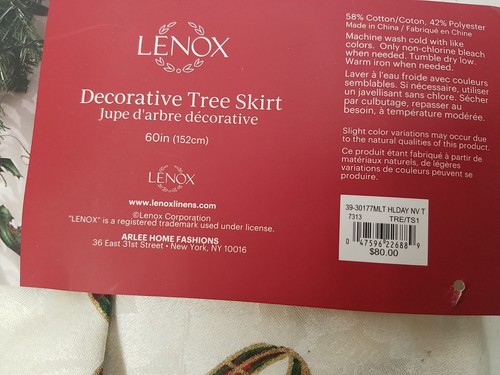 LENOX
Decorative Tree Skirt
Jupe d'arbre décorative
60in (152cm)
LENOX
www.lenoxlinens.com
©Lenox Corporation
"LENOX" is a registered trademark used under license.
ARLEE HOME FASHIONS
36 East 31st Street • New York, NY 10016
58% Cotton/Coton, 42% Polyester
Made in China / Fabriqué en Chine
Machine wash cold with like
colors. Only non-chlorine bleach
when needed. Tumble dry low.
Warm iron when needed.
Laver à l'eau froide avec couleurs
semblables. Si nécessaire, utiliser
un javellisant sans chlore. Sécher
par culbutage, repasser au
besoin, à température modérée.
Slight color variations may occur due
to the natural qualities of this product.
Ce produit étant fabriqué à partir de
matériaux naturels, de légères
variations de couleurs peuvent se
produire.
39-30177MLT HLDAY NV T
7313 TRE/TS1
0 47596 22688 9
$80.00